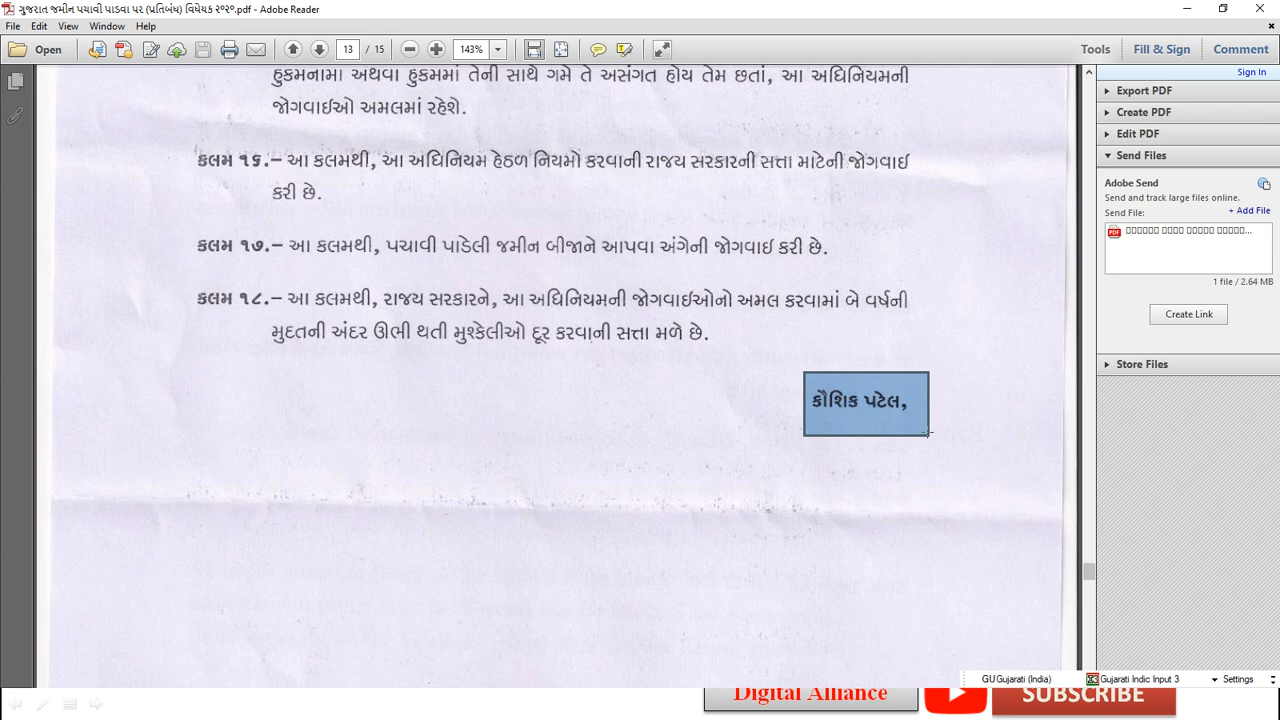 ગુજરાત જમીન પચાવી પાડવા પર (પ્રતિબંધ) વિધેયક ૨૦૨૦.pdf - Adobe Reader
File Edit View Window Help
Open 13 / 15 143% Tools Fill & Sign Comment
Sign In
હુકમનામા અથવા હુકમમાં તેની સાથે ગમે તે અસંગત હોય તેમ છતાં, આ અધિનિયમની
જોગવાઈઓ અમલમાં રહેશે.
કલમ ૧૬.– આ કલમથી, આ અધિનિયમ હેઠળ નિયમો કરવાની રાજય સરકારની સત્તા માટેની જોગવાઈ
કરી છે.
કલમ ૧૭.– આ કલમથી, પચાવી પાડેલી જમીન બીજાને આપવા અંગેની જોગવાઈ કરી છે.
કલમ ૧૮.– આ કલમથી, રાજય સરકારને, આ અધિનિયમની જોગવાઈઓનો અમલ કરવામાં બે વર્ષની
મુદતની અંદર ઊભી થતી મુશ્કેલીઓ દૂર કરવાની સત્તા મળે છે.
કૌશિક પટેલ,
Export PDF
Create PDF
Edit PDF
Send Files
Adobe Send
Send and track large files online.
Send File:
+ Add File
1 file / 2.64 MB
Create Link
Store Files
GU Gujarati (India) Gujarati Indic Input 3 Settings
Digital Alliance SUBSCRIBE